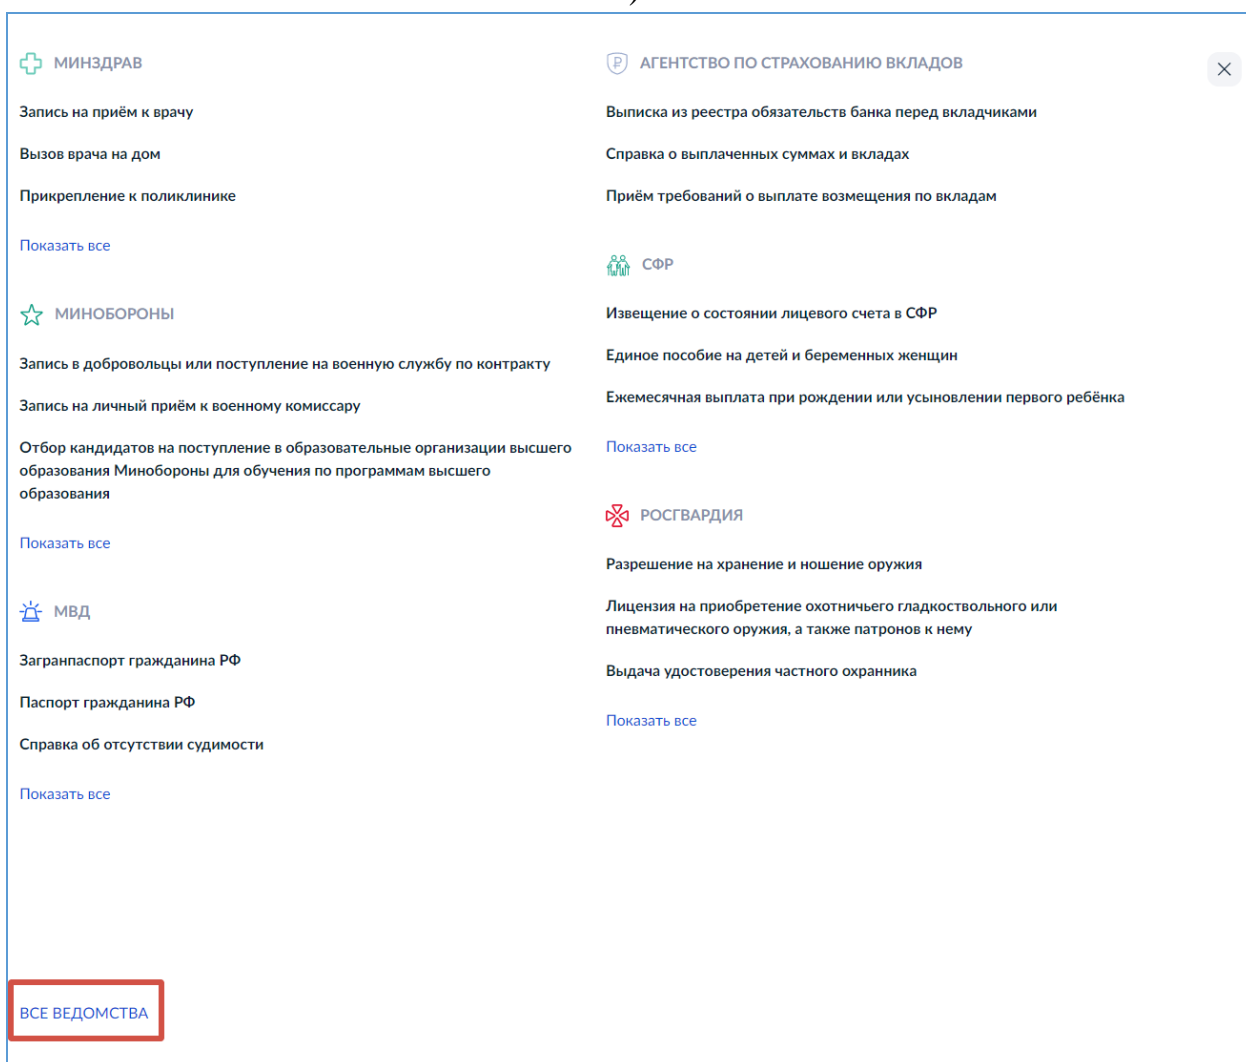 МИНЗДРАВ
Запись на приём к врачу
Вызов врача на дом
Прикрепление к поликлинике
Показать все
МИНОБОРОНЫ
Запись в добровольцы или поступление на военную службу по контракту
Запись на личный приём к военному комиссару
Отбор кандидатов на поступление в образовательные организации высшего
образования Минобороны для обучения по программам высшего
образования
Показать все
МВД
Загранпаспорт гражданина РФ
Паспорт гражданина РФ
Справка об отсутствии судимости
Показать все
АГЕНТСТВО ПО СТРАХОВАНИЮ ВКЛАДОВ
Выписка из реестра обязательств банка перед вкладчиками
Справка о выплаченных суммах и вкладах
Приём требований о выплате возмещения по вкладам
СФР
Извещение о состоянии лицевого счета в СФР
Единое пособие на детей и беременных женщин
Ежемесячная выплата при рождении или усыновлении первого ребёнка
Показать все
РОСГВАРДИЯ
Разрешение на хранение и ношение оружия
Лицензия на приобретение охотничьего гладкоствольного или
пневматического оружия, а также патронов к нему
Выдача удостоверения частного охранника
Показать все
ВСЕ ВЕДОМСТВА